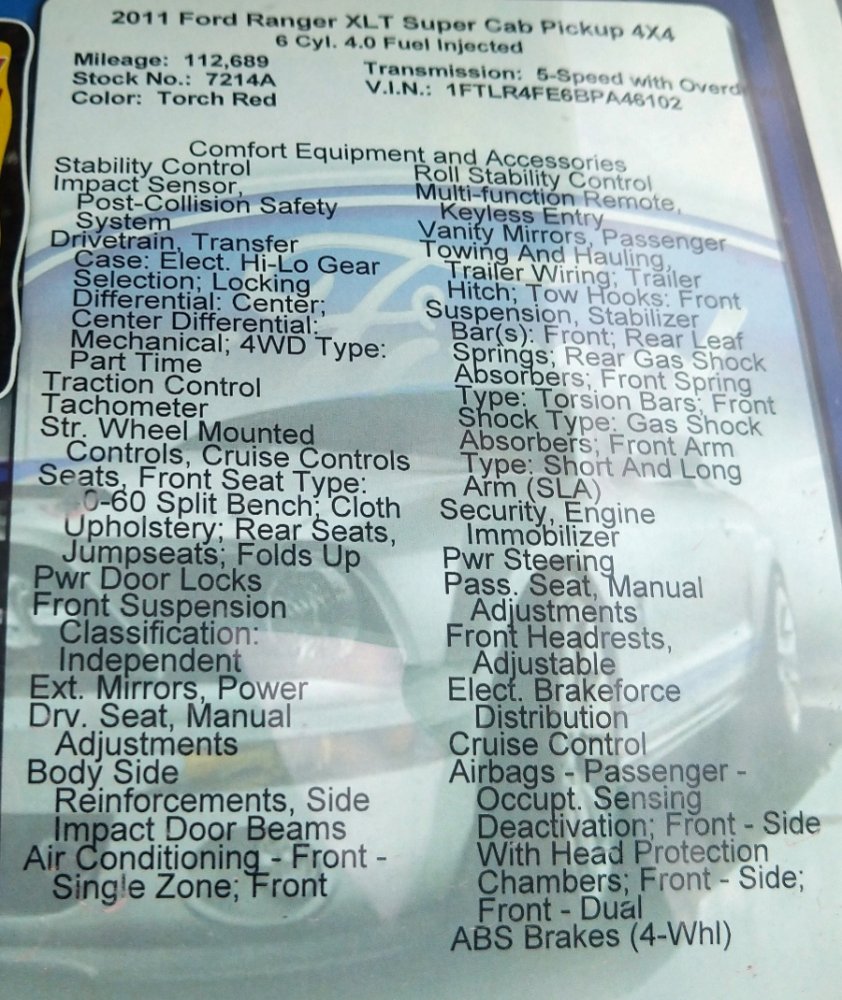 2011 Ford Ranger XLT Super Cab Pickup 4X4
6 Cyl. 4.0 Fuel Injected
Mileage: 112,689
Stock No.: 7214A
Color: Torch Red
Transmission: 5-Speed with Overd
V.I.N.: 1FTLR4FE6BPA46102
Comfort Equipment and Accessories
Stability Control
Impact Sensor,
Post-Collision Safety
System
Drivetrain, Transfer
Case: Elect. Hi-Lo Gear
Selection; Locking
Differential: Center;
Center Differential:
Mechanical; 4WD Type:
Part Time
Traction Control
Tachometer
Str. Wheel Mounted
Controls, Cruise Controls
Seats, Front Seat Type:
0-60 Split Bench; Cloth
Upholstery; Rear Seats,
Jumpseats; Folds Up
Pwr Door Locks
Front Suspension
Classification:
Independent
Ext. Mirrors, Power
Drv. Seat, Manual
Adjustments
Body Side
Reinforcements, Side
Impact Door Beams
Air Conditioning - Front -
Single Zone; Front
Roll Stability Control
Multi-function Remote,
Keyless Entry
Vanity Mirrors, Passenger
Towing And Hauling,
Trailer Wiring; Trailer
Hitch; Tow Hooks: Front
Suspension, Stabilizer
Bar(s): Front; Rear Leaf
Springs; Rear Gas Shock
Absorbers; Front Spring
Type: Torsion Bars; Front
Shock Type: Gas Shock
Absorbers; Front Arm
Type: Short And Long
Arm (SLA)
Security, Engine
Immobilizer
Pwr Steering
Pass. Seat, Manual
Adjustments
Front Headrests,
Adjustable
Elect. Brakeforce
Distribution
Cruise Control
Airbags - Passenger -
Occupt. Sensing
Deactivation; Front - Side
With Head Protection
Chambers; Front - Side;
Front - Dual
ABS Brakes (4-Whl)